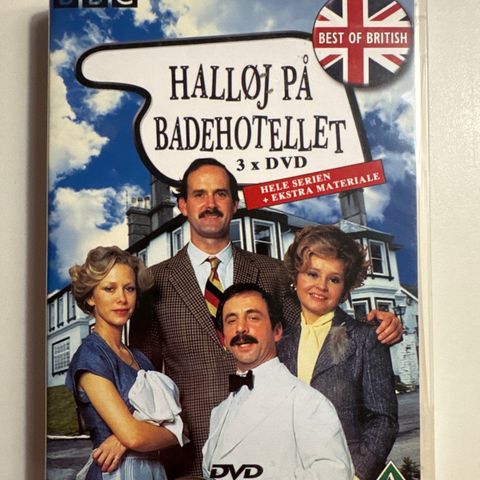 BBC
BEST OF BRITISH
HALLØJ PÅ
BADEHOTELLET
3 x DVD
HELE SERIEN
+ EKSTRA MATERIALE
DVD
A